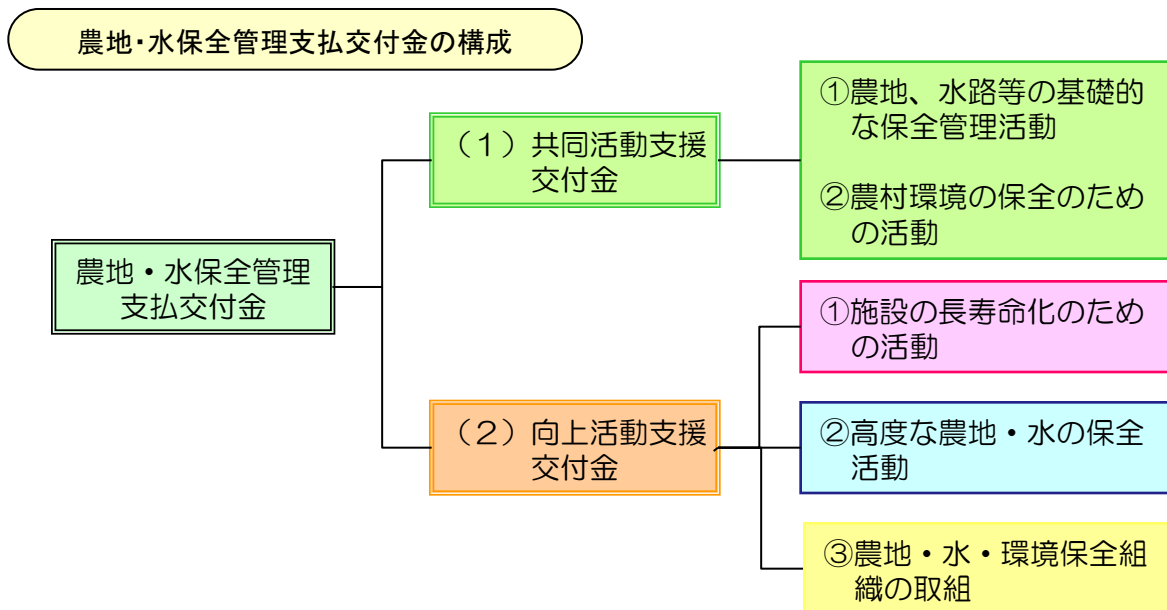 農地・水保全管理支払交付金の構成
農地・水保全管理
支払交付金
（１）共同活動支援
交付金
①農地、水路等の基礎的
な保全管理活動
②農村環境の保全のため
の活動
（２）向上活動支援
交付金
①施設の長寿命化のため
の活動
②高度な農地・水の保全
活動
③農地・水・環境保全組
織の取組